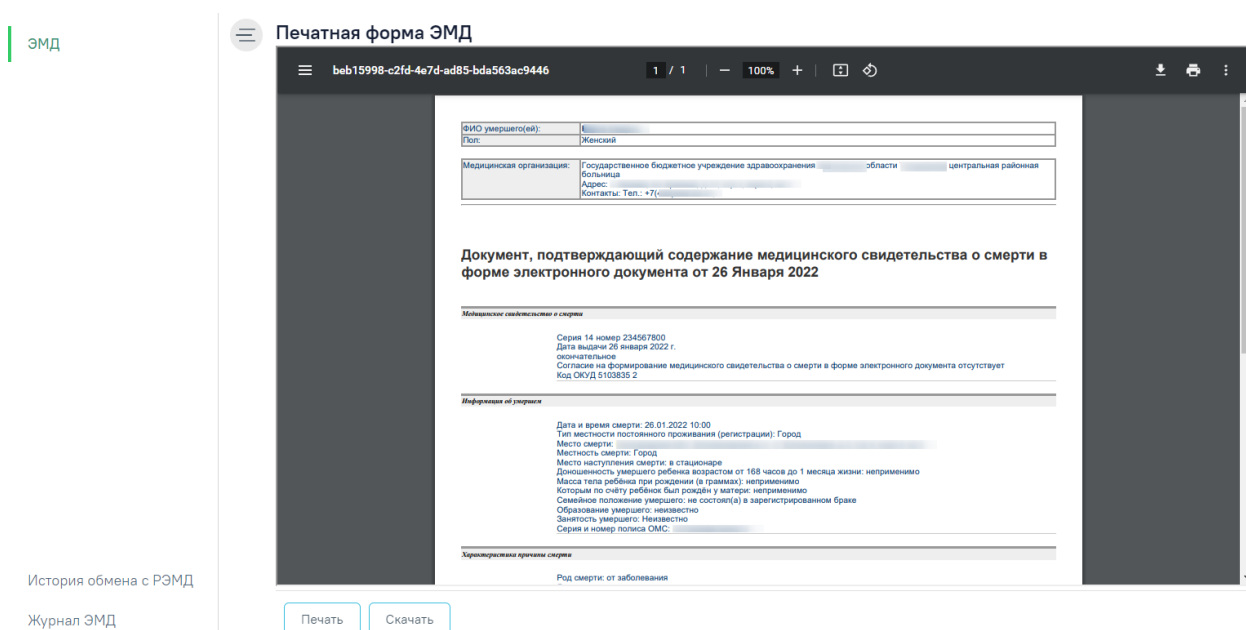 ЭМД
Печатная форма ЭМД
beb15998-c2fd-4e7d-ad85-bda563ac9446
1 / 1
100%
ФИО умершего(ей):
Пол: Женский
Медицинская организация: Государственное бюджетное учреждение здравоохранения области центральная районная
больница
Адрес:
Контакты: Тел.: +7(
Документ, подтверждающий содержание медицинского свидетельства о смерти в
форме электронного документа от 26 Января 2022
Медицинское свидетельство о смерти
Серия 14 номер 234567800
Дата выдачи 26 января 2022 г.
окончательное
Согласие на формирование медицинского свидетельства о смерти в форме электронного документа отсутствует
Код ОКУД 5103835 2
Информация об умершем
Дата и время смерти: 26.01.2022 10:00
Тип местности постоянного проживания (регистрации): Город
Место смерти:
Местность смерти: Город
Место наступления смерти: в стационаре
Доношенность умершего ребенка возрастом от 168 часов до 1 месяца жизни: неприменимо
Масса тела ребёнка при рождении (в граммах): неприменимо
Которым по счёту ребёнок был рождён у матери: неприменимо
Семейное положение умершего: не состоял(а) в зарегистрированном браке
Образование умершего: неизвестно
Занятость умершего: Неизвестно
Серия и номер полиса ОМС:
Характеристика причины смерти
Род смерти: от заболевания
История обмена с РЭМД
Журнал ЭМД
Печать
Скачать